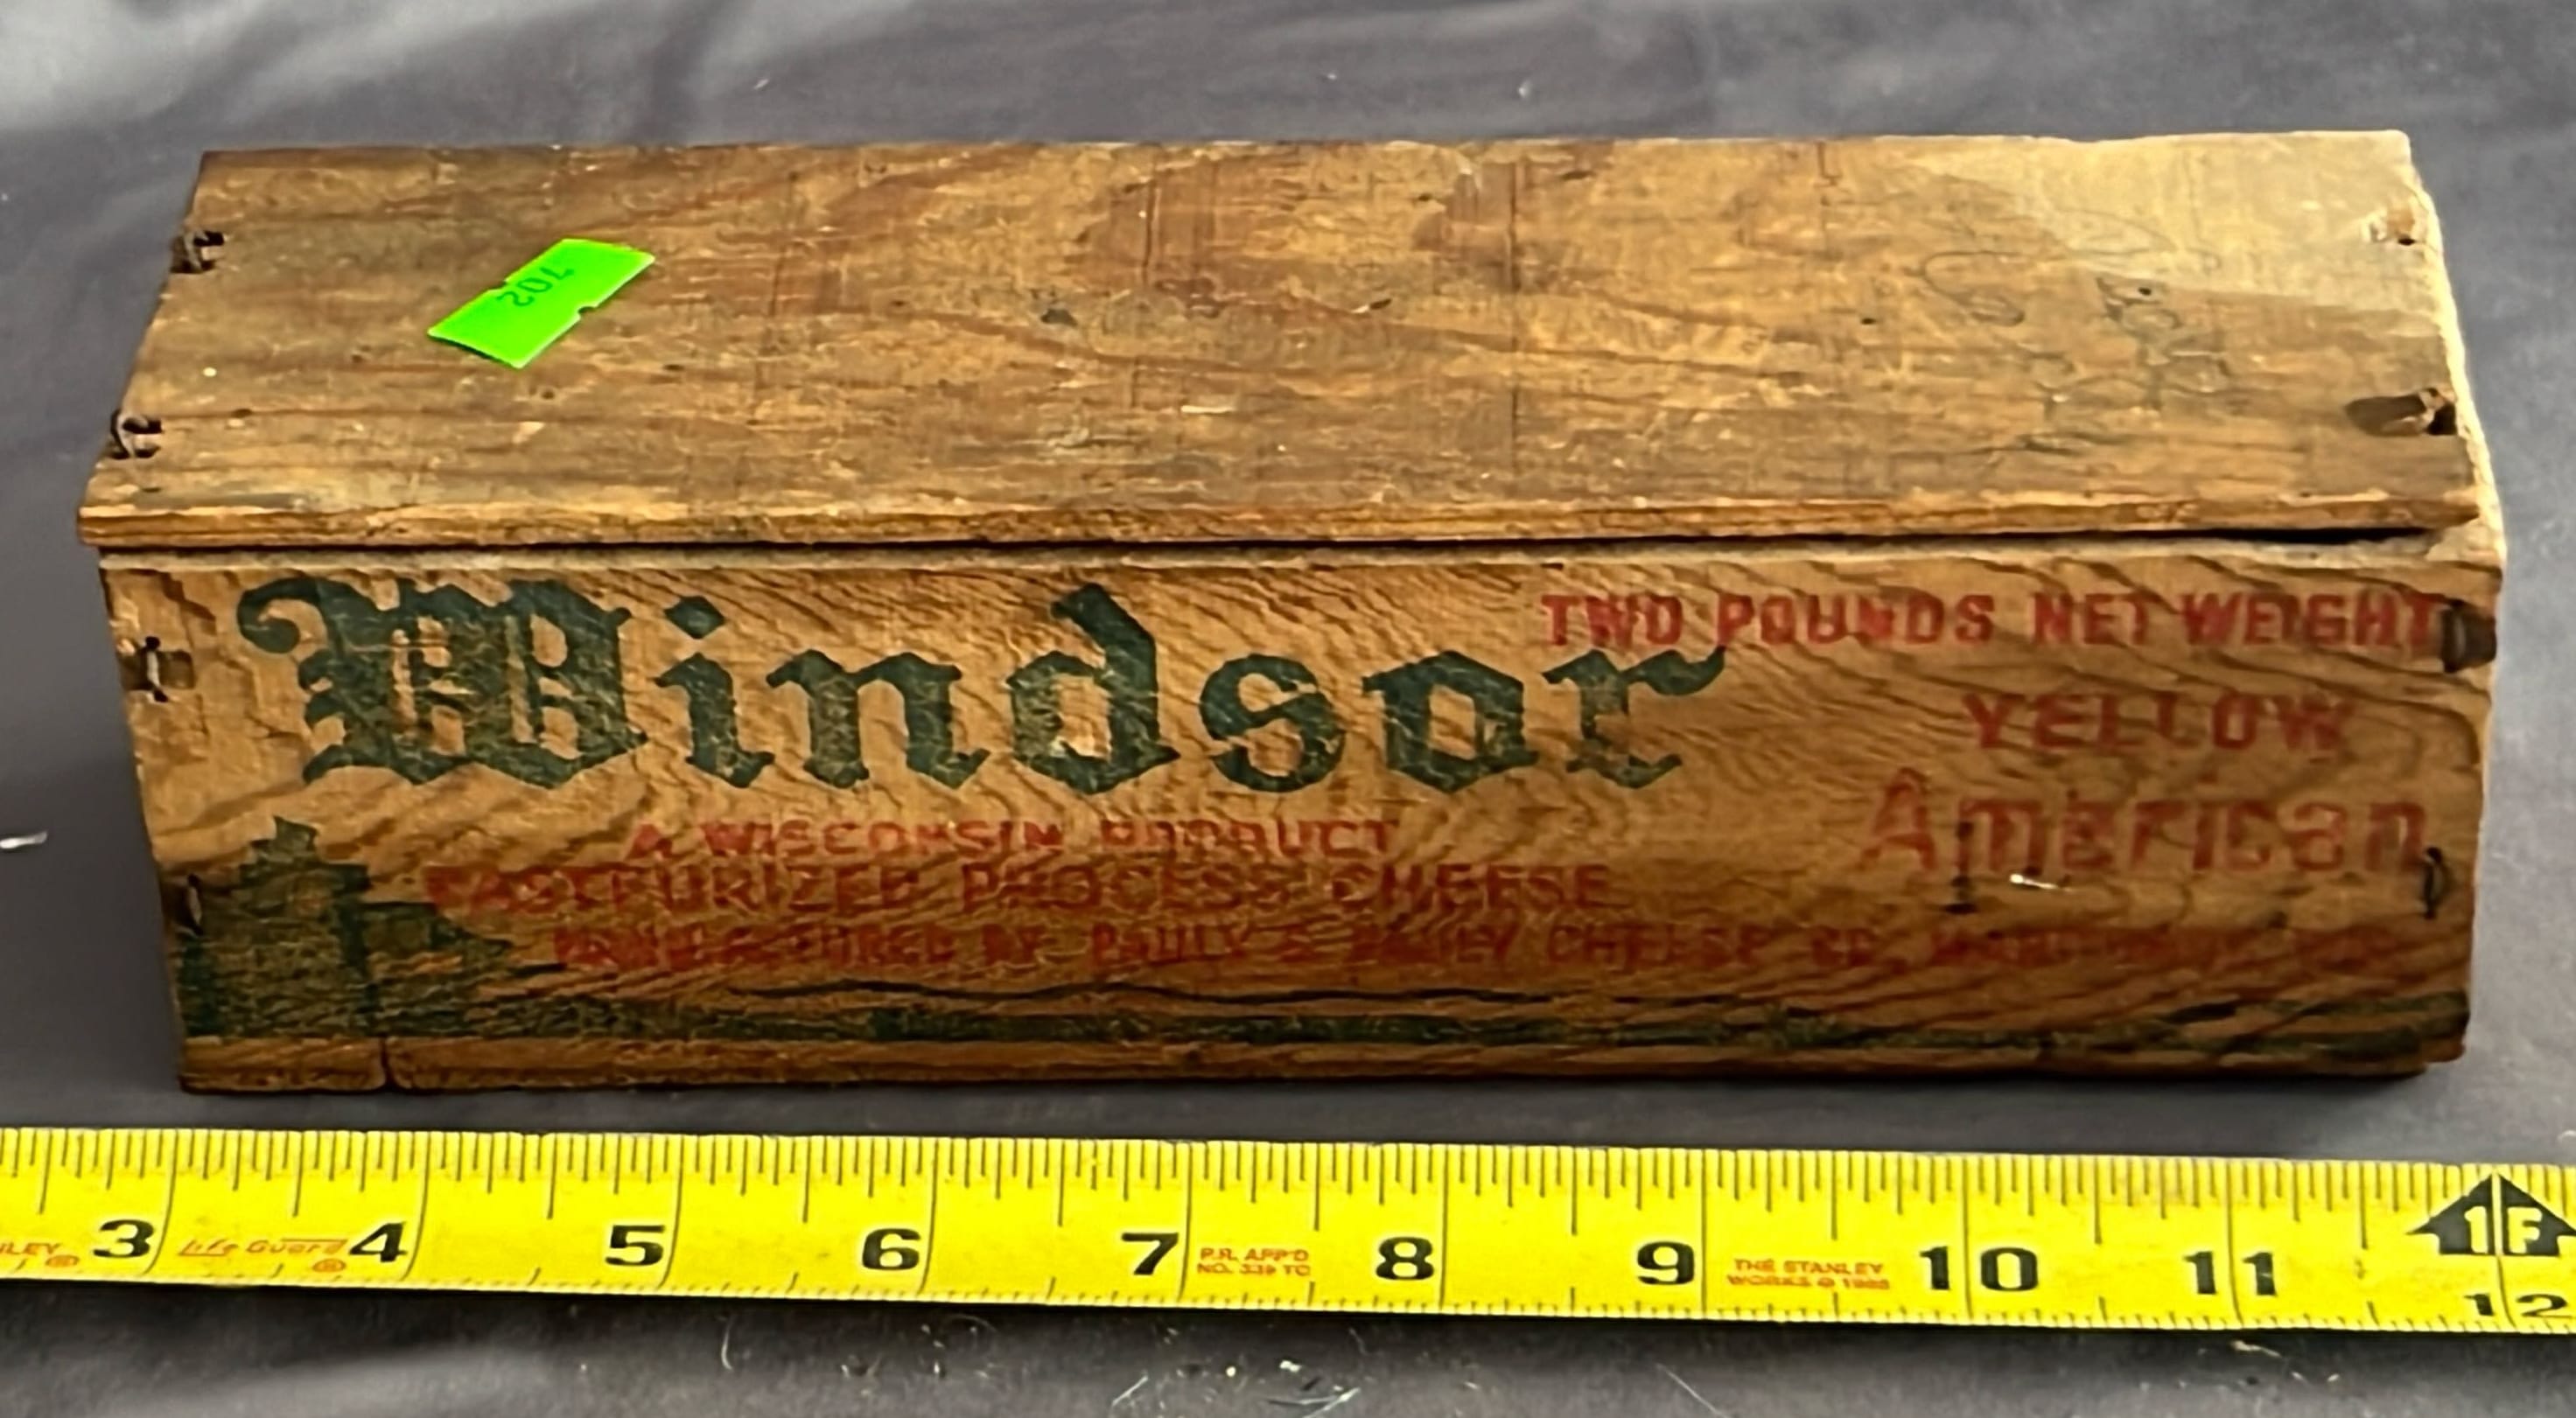 702
Windsor
TWO POUNDS NET WEIGHT
YELLOW
American
A WISCONSIN PRODUCT
PASTEURIZED PROCESS CHEESE
MANUFACTURED BY PAULY & PAULY CHEESE CO.,
3 4 5 6 7 8 9 10 11 1F
12
Life Guard
P.R. APP'D
NO. 339 TC
THE STANLEY
WORKS ©